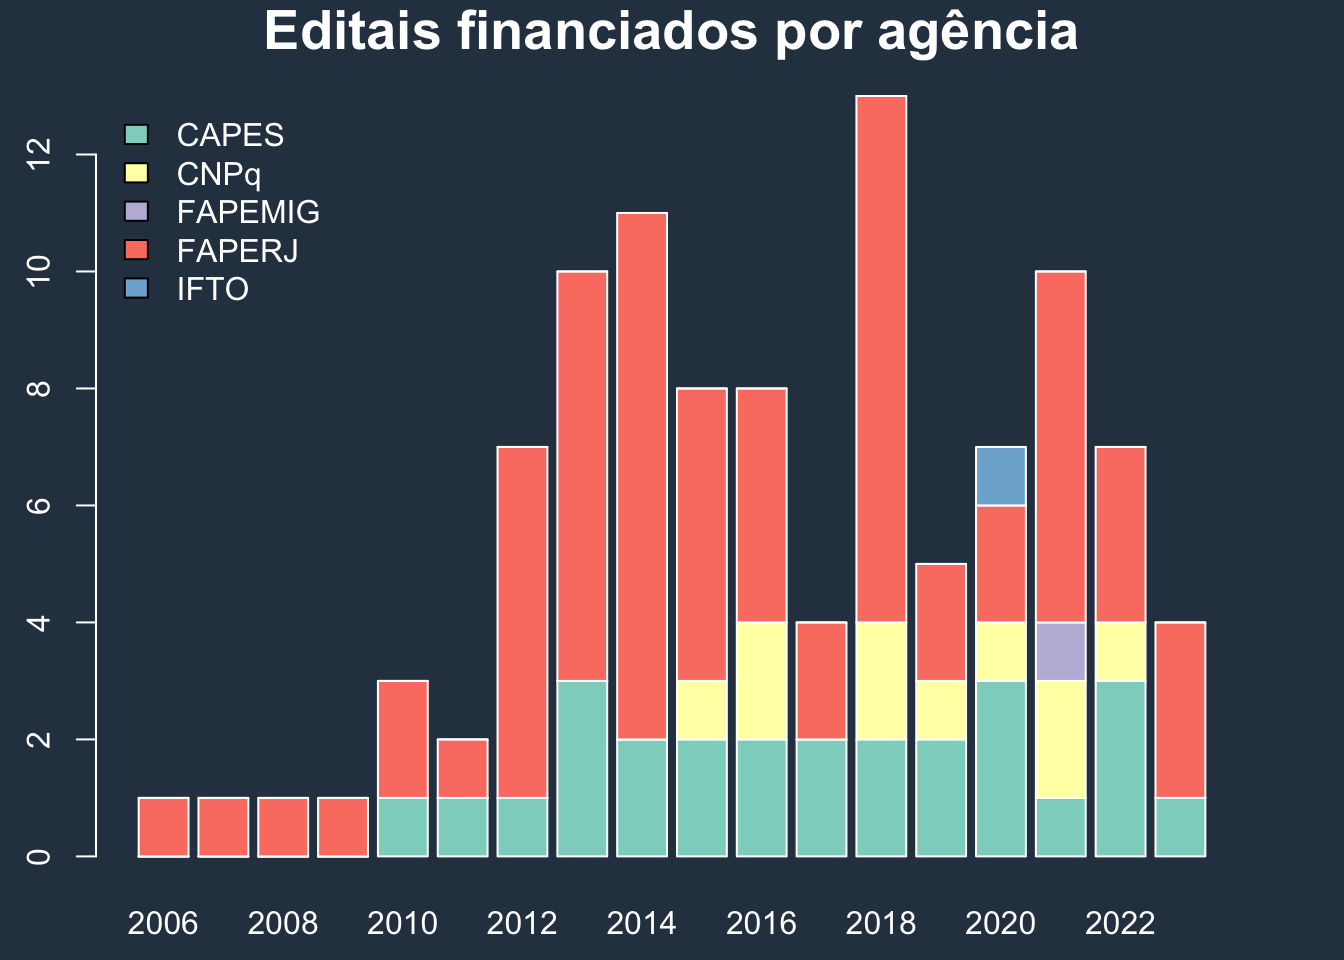 Editais financiados por agência
CAPES
CNPq
FAPEMIG
FAPERJ
IFTO
12
10
8
6
4
2
0
2006 2008 2010 2012 2014 2016 2018 2020 2022